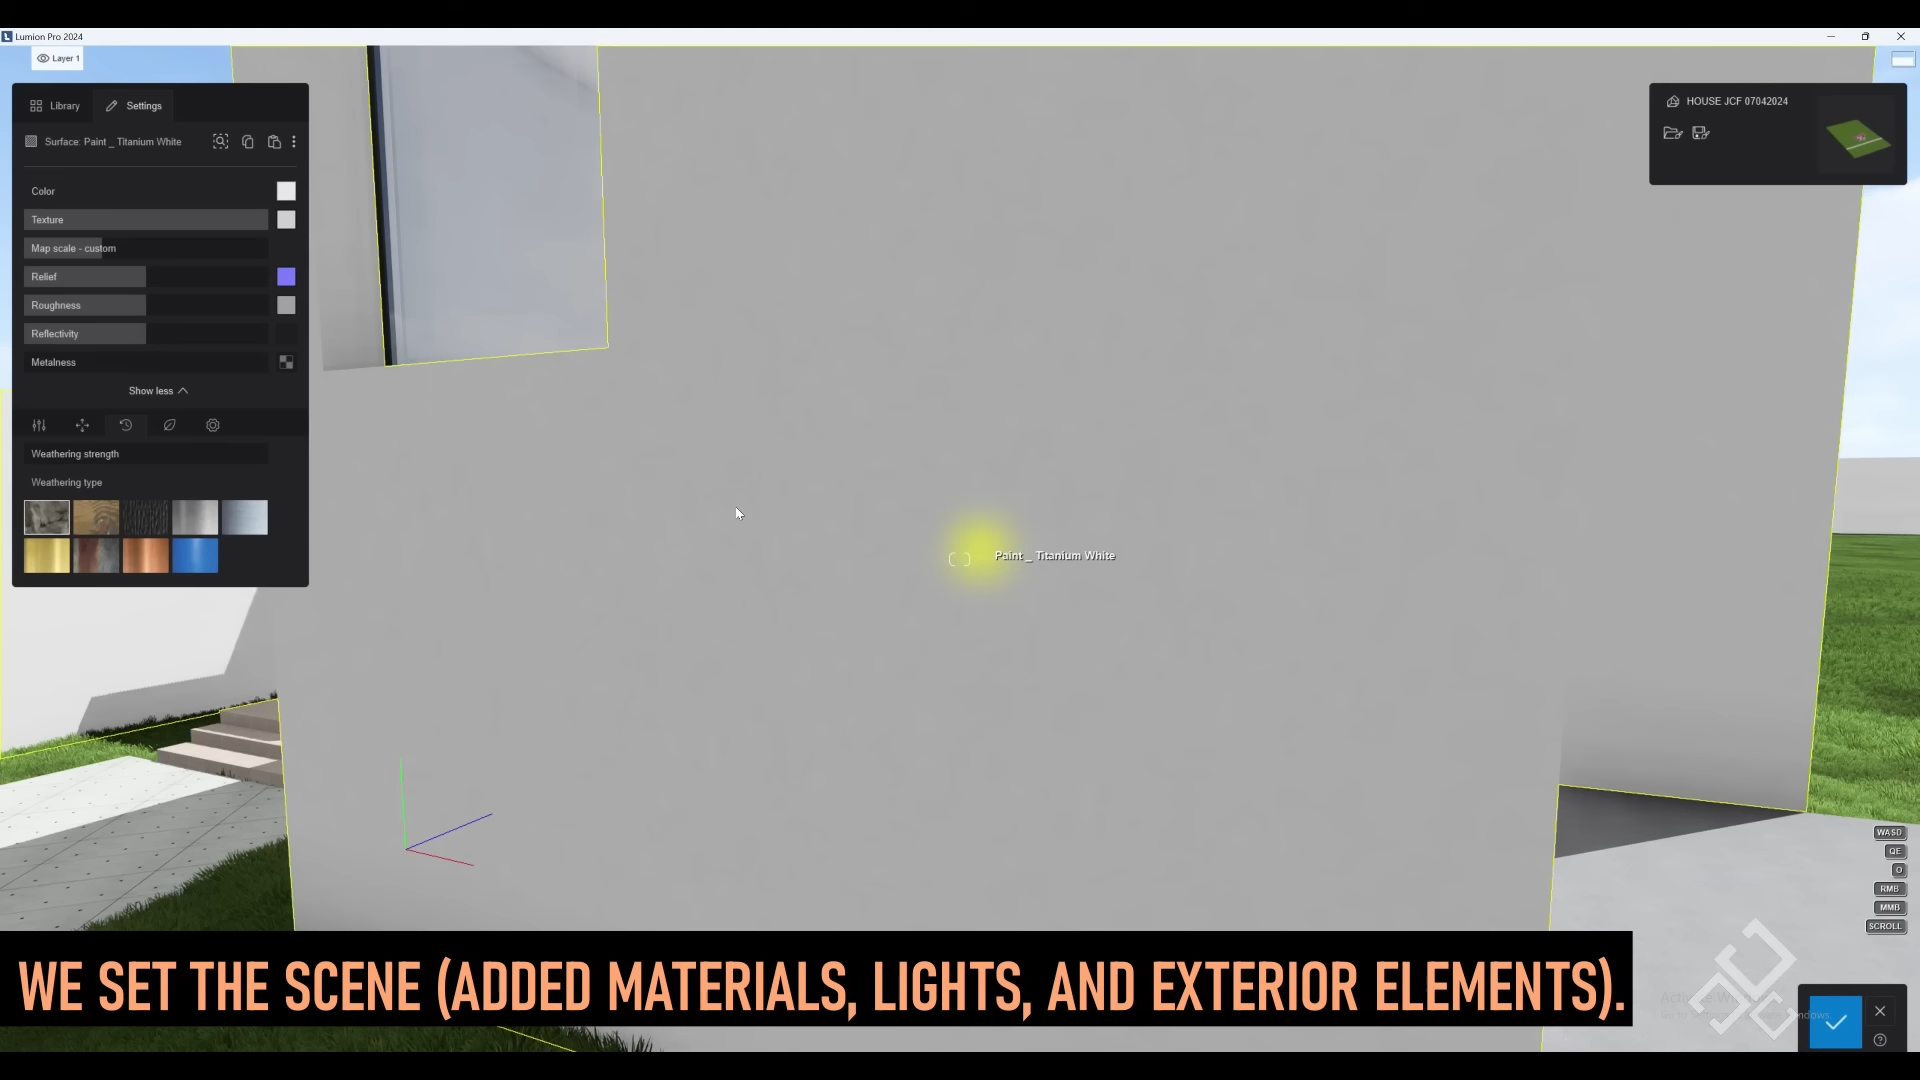 Lumion Pro 2024
Layer 1
Library
Settings
HOUSE JCF 07042024
Surface: Paint _ Titanium White
Color
Texture
Map scale - custom
Relief
Roughness
Reflectivity
Metalness
Show less
Weathering strength
Weathering type
Paint _ Titanium White
WASD
QE
O
RMB
MMB
SCROLL
WE SET THE SCENE (ADDED MATERIALS, LIGHTS, AND EXTERIOR ELEMENTS).